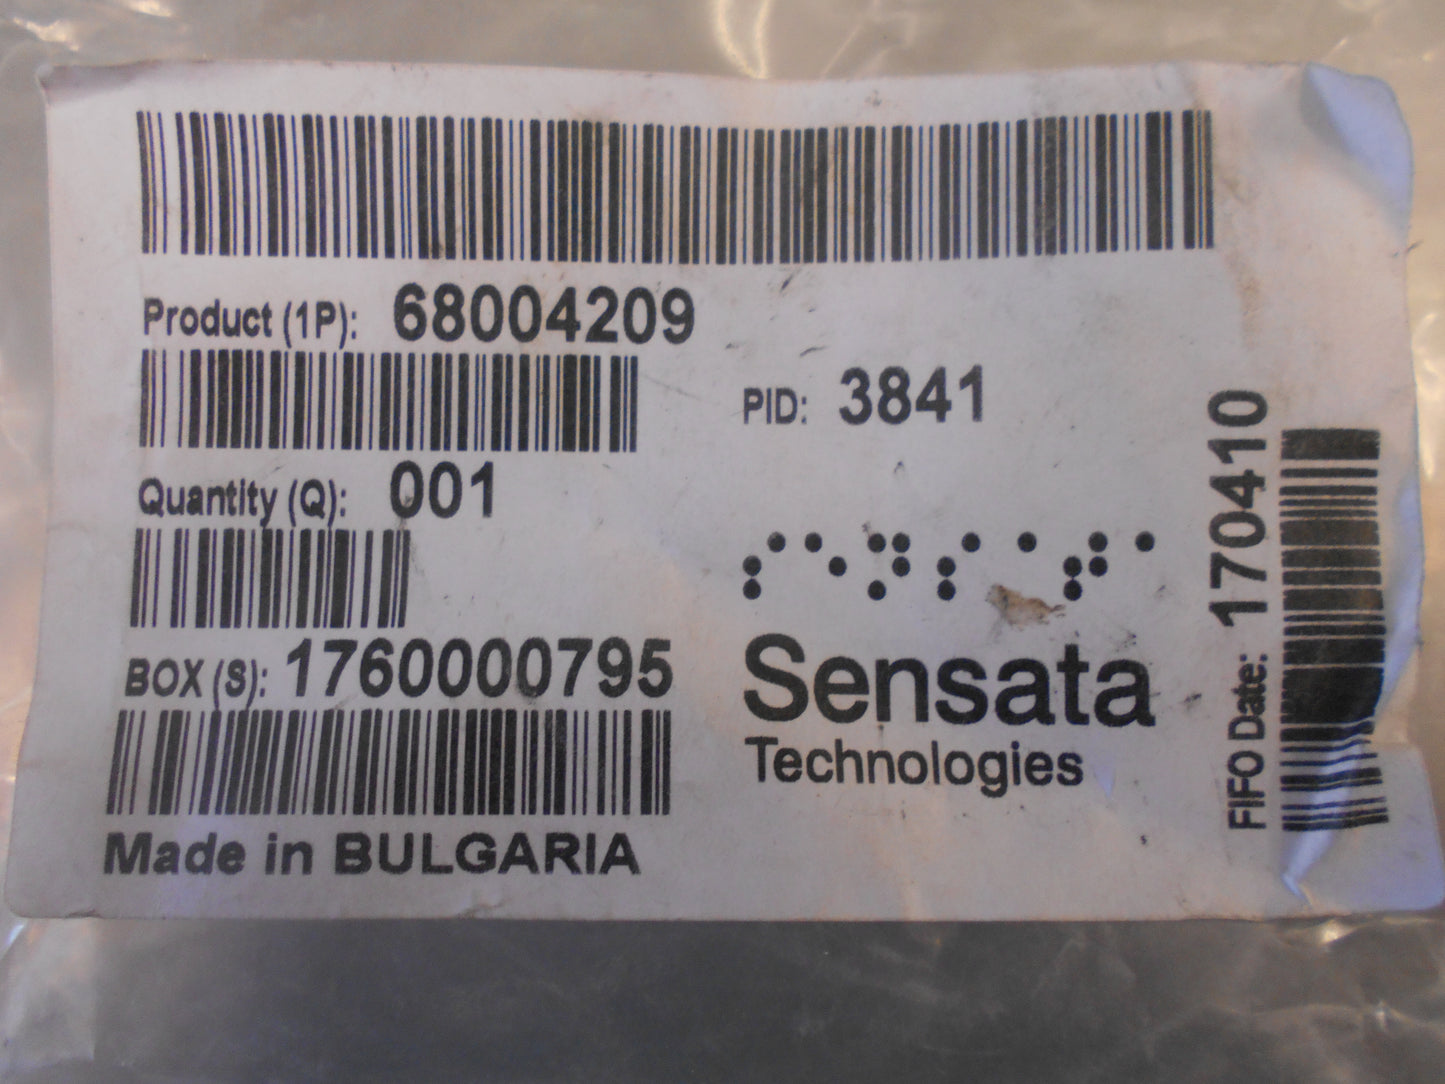 Product (1P): 68004209
PID: 3841
Quantity (Q): 001
BOX (S): 1760000795
Sensata
Technologies
Made in BULGARIA
FIFO Date: 170410